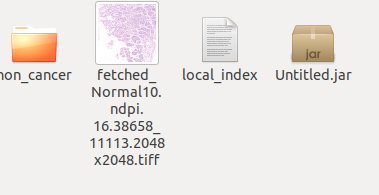 non_cancer
fetched_
Normal10.
ndpi.
16.38658_
11113.2048
x2048.tiff
local_index
jar
Untitled.jar